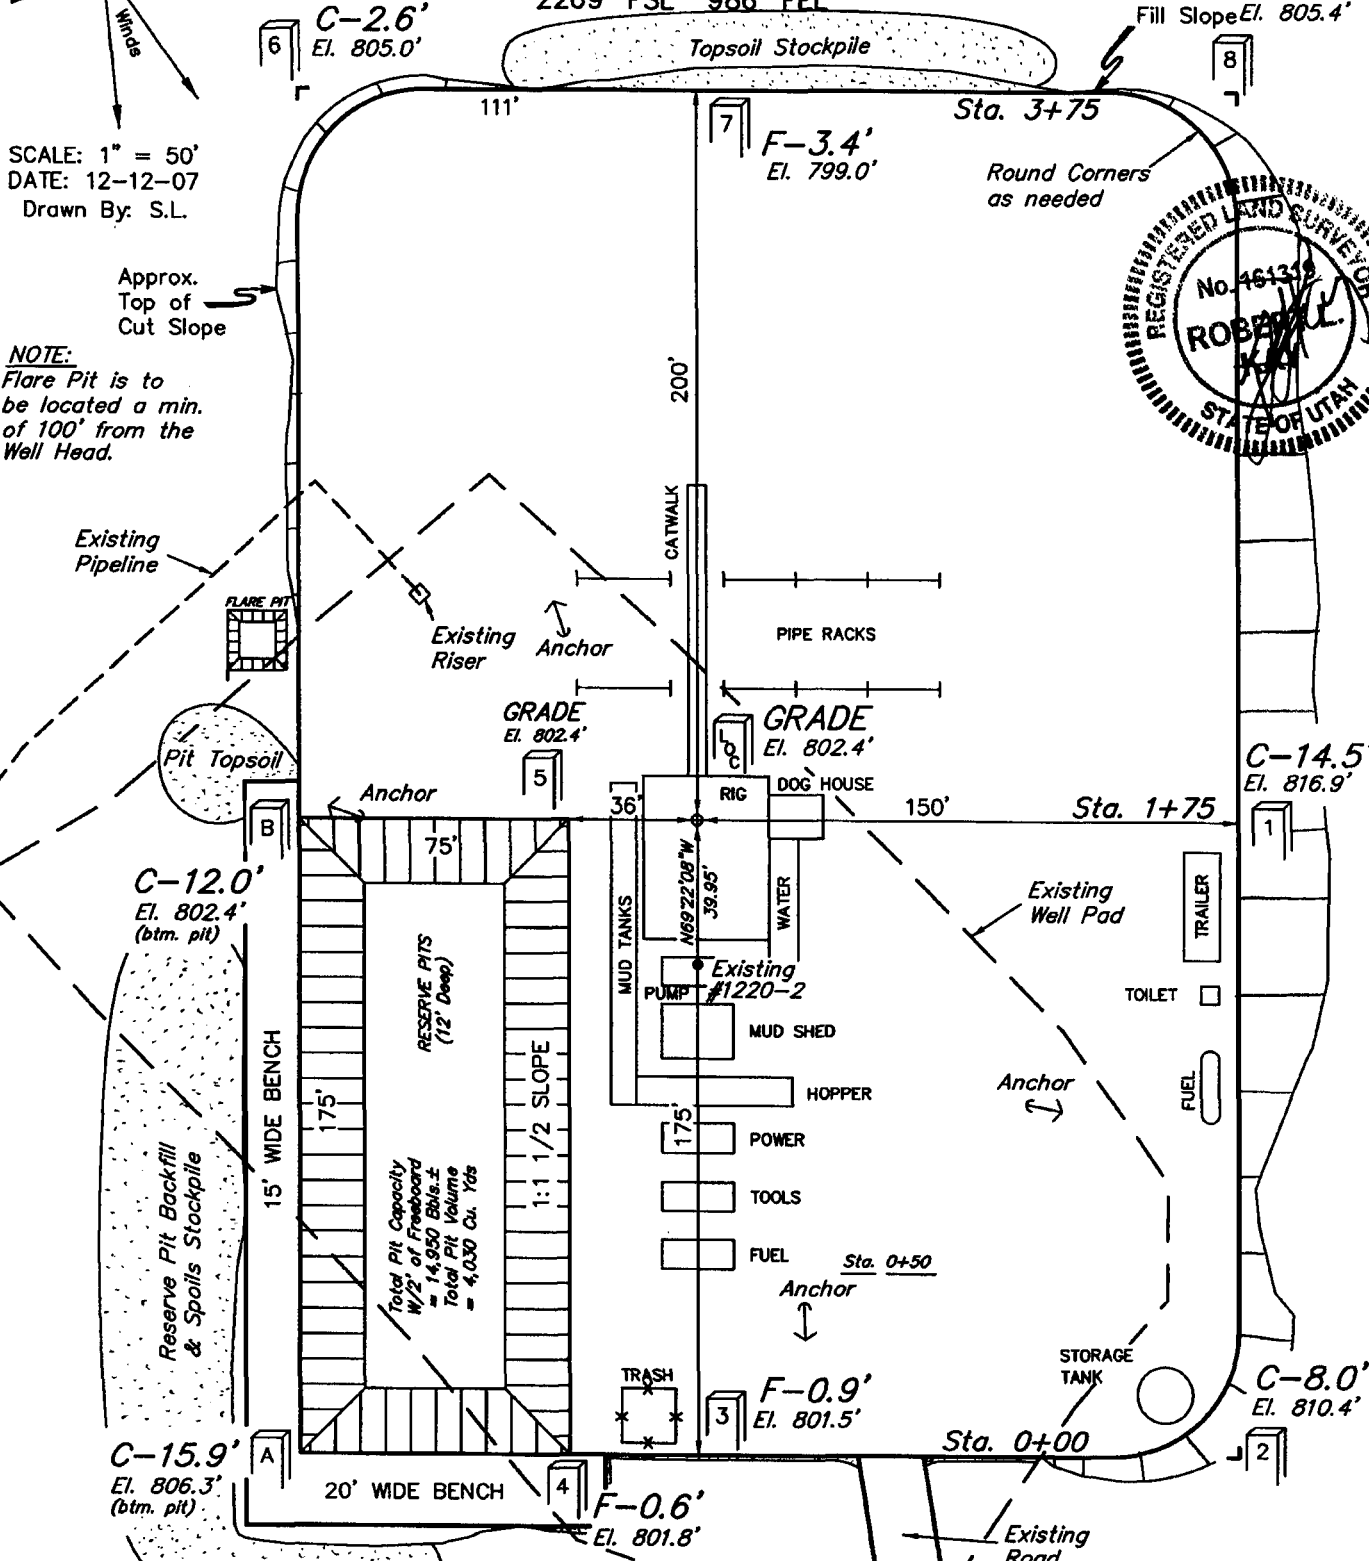 2269' FSL 986' FEL
Winds
6
C-2.6'
El. 805.0'
Topsoil Stockpile
Fill Slope
El. 805.4'
8
111'
7
F-3.4'
El. 799.0'
Sta. 3+75
SCALE: 1" = 50'
DATE: 12-12-07
Drawn By: S.L.
Round Corners
as needed
REGISTERED LAND SURVEYOR
STATE OF UTAH
Approx.
Top of
Cut Slope
NOTE:
Flare Pit is to
be located a min.
of 100' from the
Well Head.
200'
CATWALK
Existing
Pipeline
FLARE PIT
Existing
Riser
Anchor
PIPE RACKS
GRADE
El. 802.4'
5
LOC
GRADE
El. 802.4'
Pit Topsoil
C-14.5'
El. 816.9'
1
Anchor
36'
RIG
DOG HOUSE
150'
Sta. 1+75
B
75'
C-12.0'
El. 802.4'
(btm. pit)
N69°22'08"W
39.95'
WATER
MUD TANKS
Existing
Well Pad
TRAILER
RESERVE PITS
(12' Deep)
Existing
#1220-2
PUMP
TOILET
MUD SHED
HOPPER
Anchor
FUEL
15' WIDE BENCH
175'
1:1 1/2 SLOPE
175'
POWER
TOOLS
FUEL
Sta. 0+50
Anchor
Reserve Pit Backfill
& Spoils Stockpile
Total Pit Capacity
W/2' of Freeboard
= 14,950 Bbls.±
Total Pit Volume
= 4,030 Cu. Yds
TRASH
STORAGE
TANK
3
F-0.9'
El. 801.5'
C-8.0'
El. 810.4'
2
Sta. 0+00
C-15.9'
El. 806.3'
(btm. pit)
A
20' WIDE BENCH
4
F-0.6'
El. 801.8'
Existing
Road